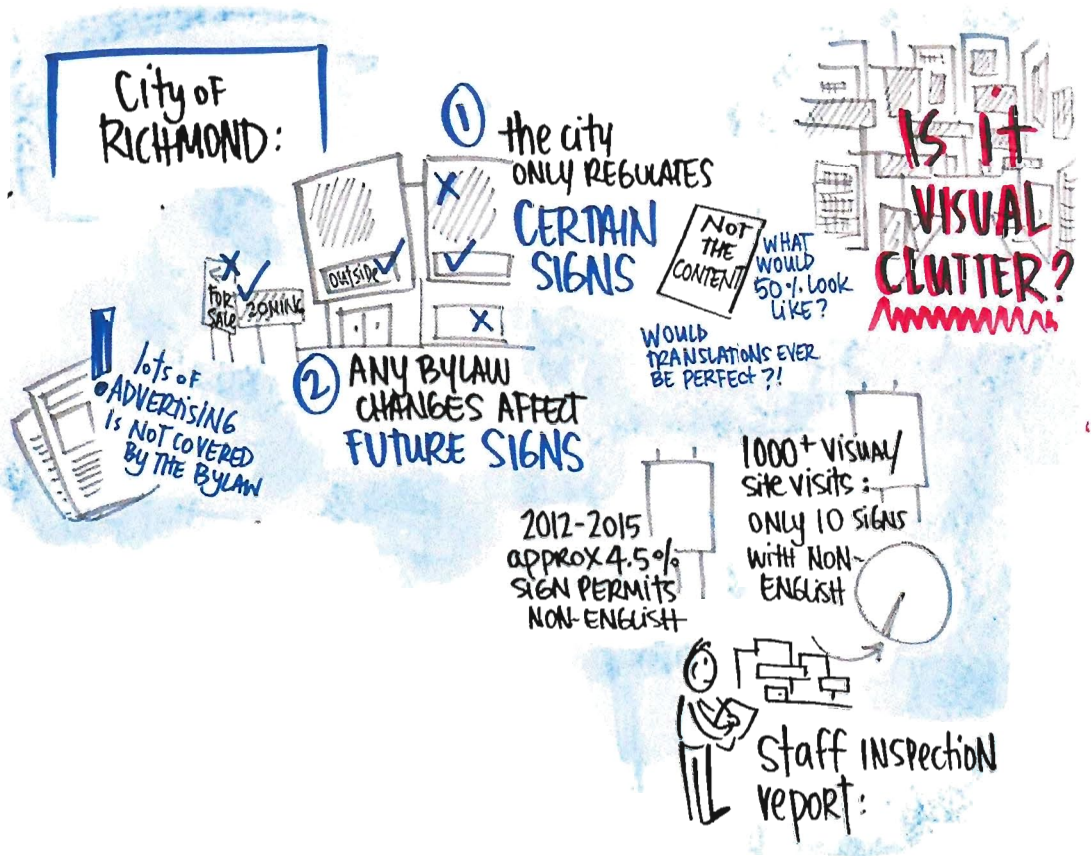 City OF
RICHMOND:
1
the city
ONLY REGULATES
CERTAIN
SIGNS
NOT
THE
CONTENT
WHAT
WOULD
50% LOOK
LIKE?
WOULD
TRANSLATIONS EVER
BE PERFECT?!
IS IT
VISUAL
CLUTTER?
OUTSIDE
FOR
SALE
ZONING
! lots OF
ADVERTISING
IS NOT COVERED
BY THE BYLAW
2
ANY BYLAW
CHANGES AFFECT
FUTURE SIGNS
2012-2015
APPROX 4.5%
SIGN PERMITS
NON-ENGLISH
1000+ VISUAL/
site visits:
ONLY 10 SIGNS
with NON-
ENGLISH
Staff INSPECTION
report: